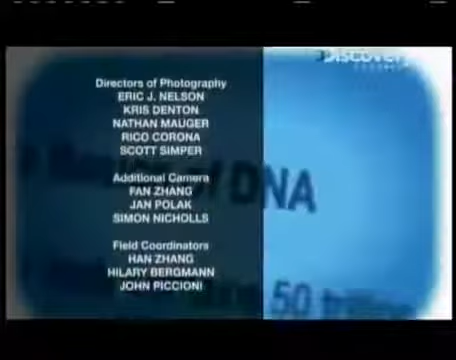 DISCOVERY
Directors of Photography
ERIC J. NELSON
KRIS DENTON
NATHAN MAUGER
RICO CORONA
SCOTT SIMPER
Additional Camera
FAN ZHANG
JAN POLAK
SIMON NICHOLLS
Field Coordinators
HAN ZHANG
HILARY BERGMANN
JOHN PICCIONI
of DNA
50 trillion